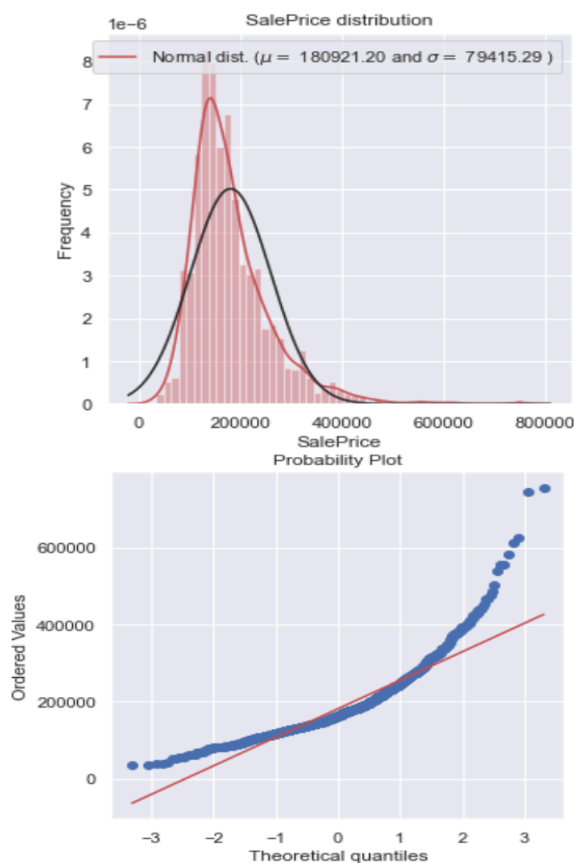 1e−6
SalePrice distribution
Normal dist. (μ = 180921.20 and σ = 79415.29 )
8
7
6
5
4
3
2
1
0
Frequency
0 200000 400000 600000 800000
SalePrice
Probability Plot
600000
400000
200000
0
Ordered Values
−3 −2 −1 0 1 2 3
Theoretical quantiles